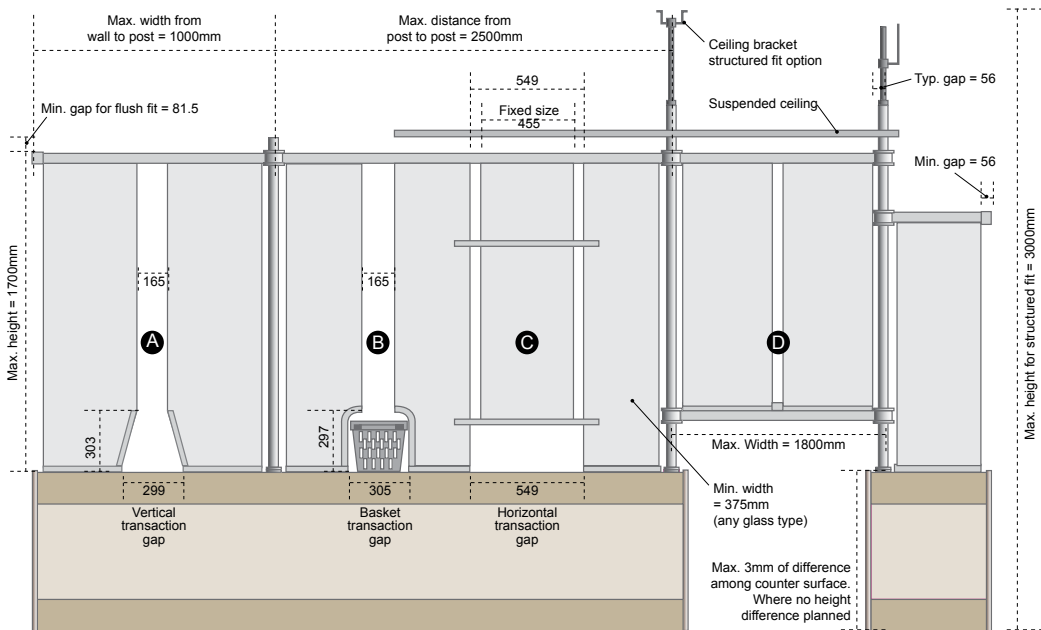 Max. width from
wall to post = 1000mm
Max. distance from
post to post = 2500mm
Ceiling bracket
structured fit option
Typ. gap = 56
549
Min. gap for flush fit = 81.5
Fixed size
455
Suspended ceiling
Min. gap = 56
Max. height = 1700mm
Max. height for structured fit = 3000mm
165
165
A
B
C
D
303
297
Max. Width = 1800mm
299
305
549
Vertical
transaction
gap
Basket
transaction
gap
Horizontal
transaction
gap
Min. width
= 375mm
(any glass type)
Max. 3mm of difference
among counter surface.
Where no height
difference planned